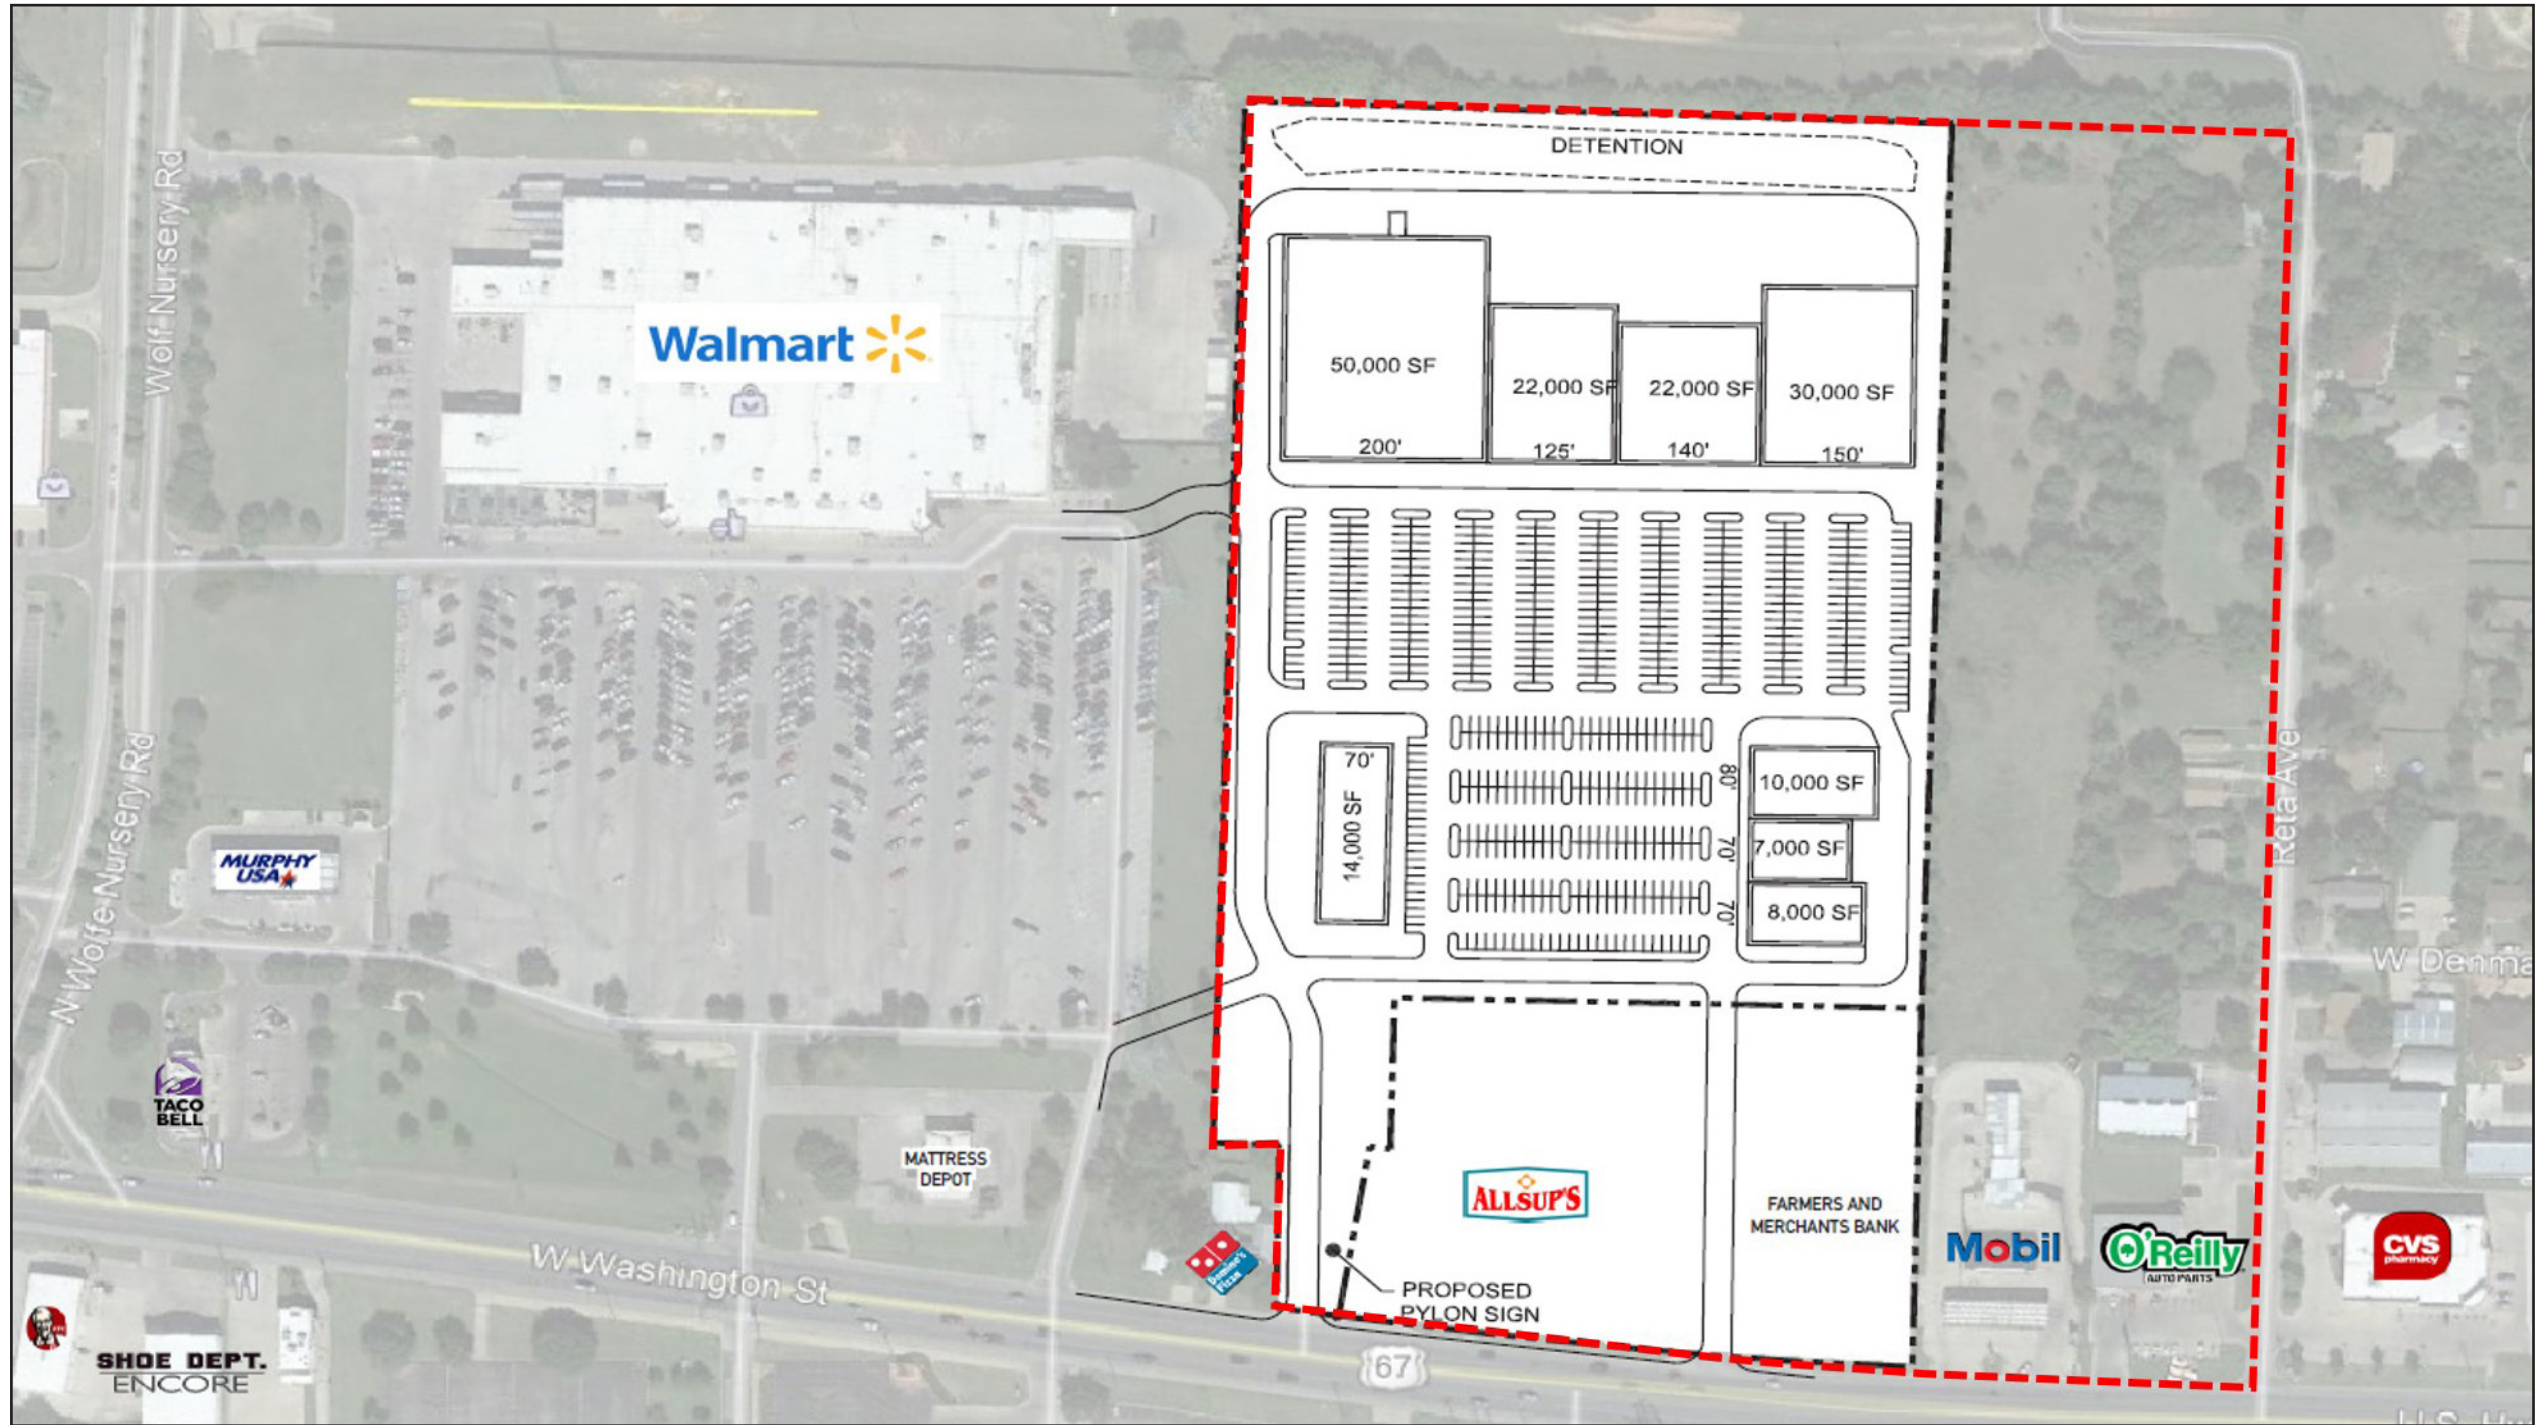 DETENTION
Wolf Nursery Rd
Walmart
50,000 SF
22,000 SF
22,000 SF
30,000 SF
200'
125'
140'
150'
70'
14,000 SF
80'
10,000 SF
70'
7,000 SF
70'
8,000 SF
Reta Ave
N Wolfe Nursery Rd
MURPHY
USA
W Denma
TACO
BELL
MATTRESS
DEPOT
ALLSUP'S
FARMERS AND
MERCHANTS BANK
Mobil
O'Reilly
AUTO PARTS
CVS
pharmacy
Domino's
Pizza
W Washington St
PROPOSED
PYLON SIGN
67
SHOE DEPT.
ENCORE